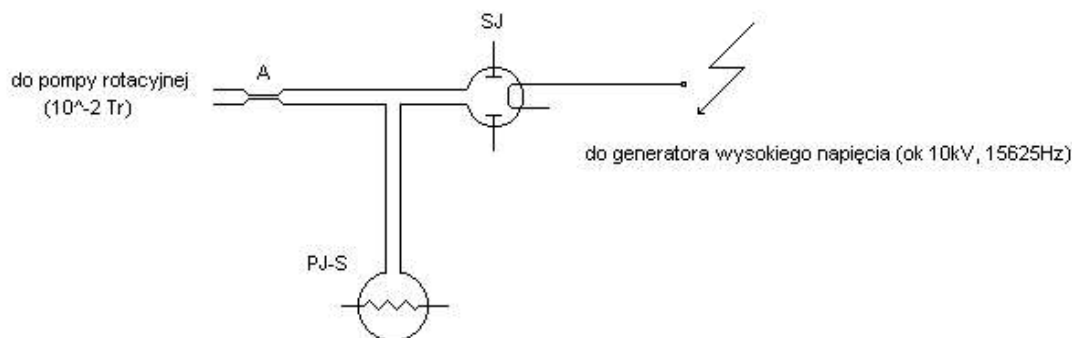 SJ
A
do pompy rotacyjnej
(10^-2 Tr)
do generatora wysokiego napięcia (ok 10kV, 15625Hz)
PJ-S